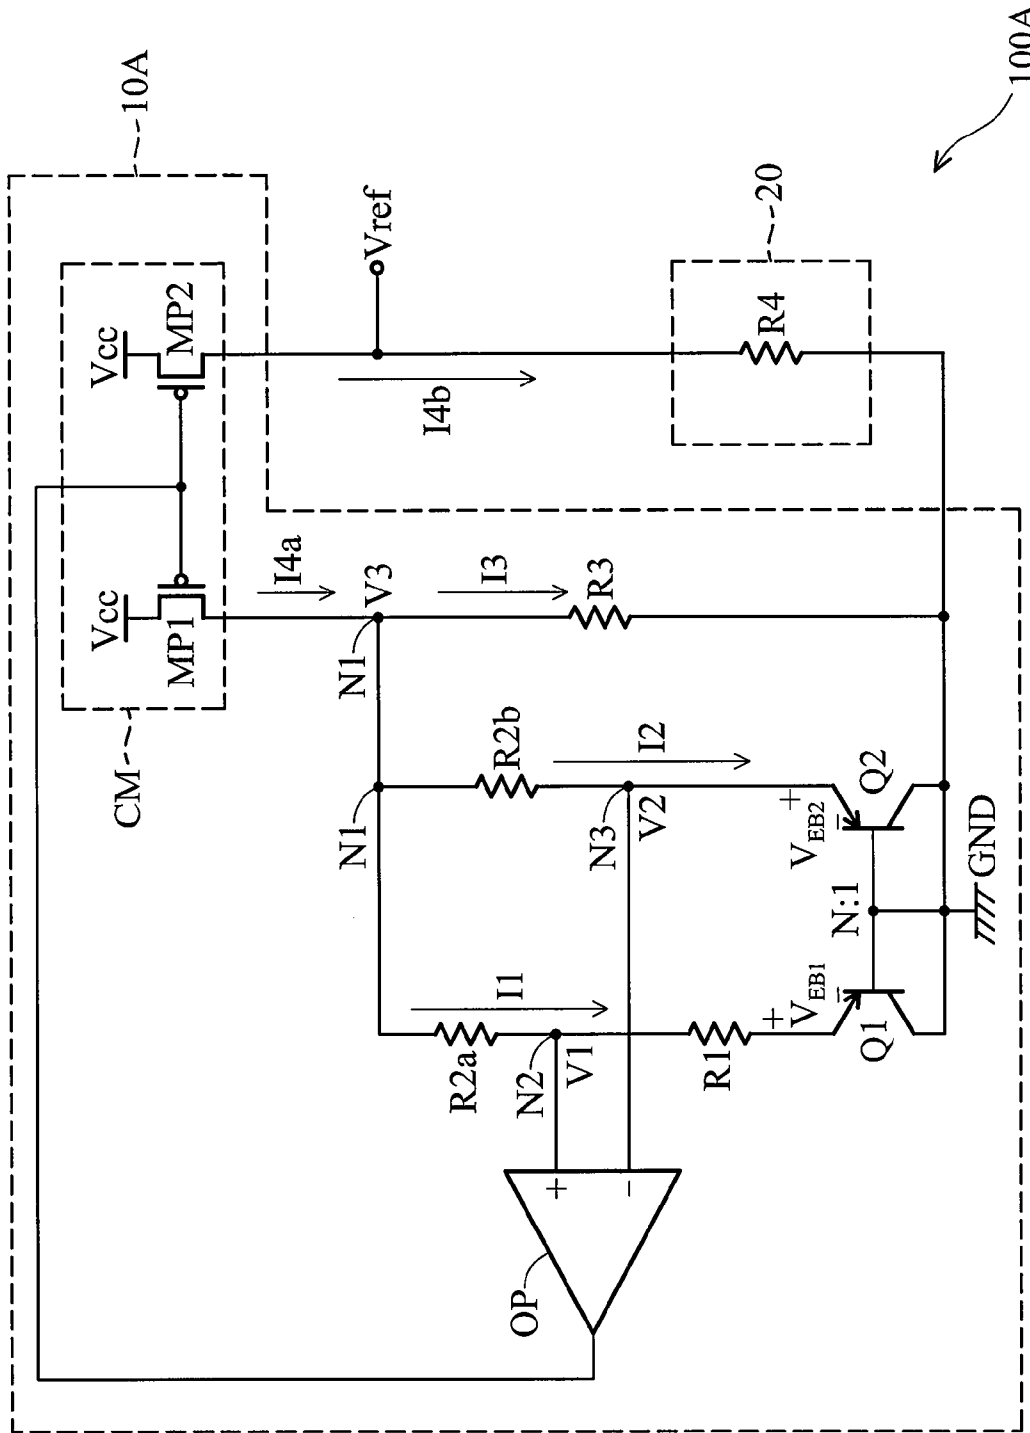 100A
10A
CM
Vcc
Vcc
MP1
MP2
I4a
I4b
Vref
20
R4
V3
N1
N1
I3
R3
R2b
I2
N3
V2
I1
R2a
N2
V1
R1
OP
+
-
+
VEB1
-
Q1
N:1
+
VEB2
-
Q2
GND